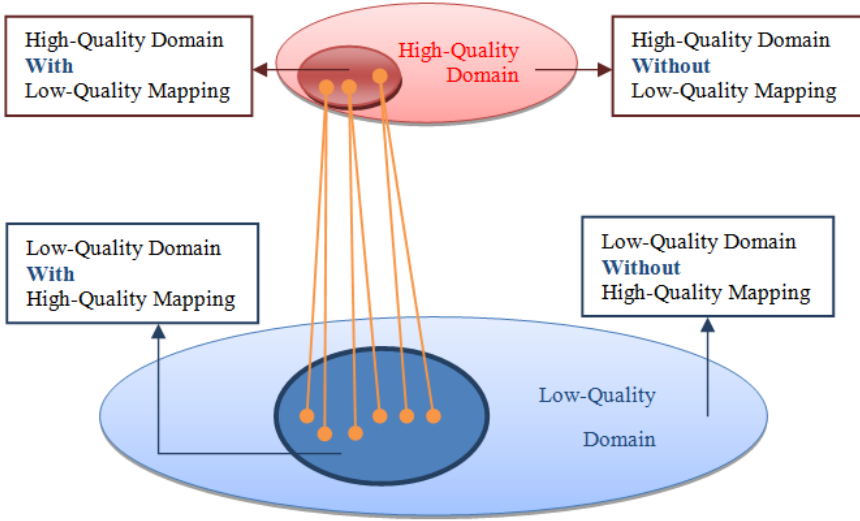 High-Quality Domain
With
Low-Quality Mapping
High-Quality
Domain
High-Quality Domain
Without
Low-Quality Mapping
Low-Quality Domain
With
High-Quality Mapping
Low-Quality Domain
Without
High-Quality Mapping
Low-Quality
Domain